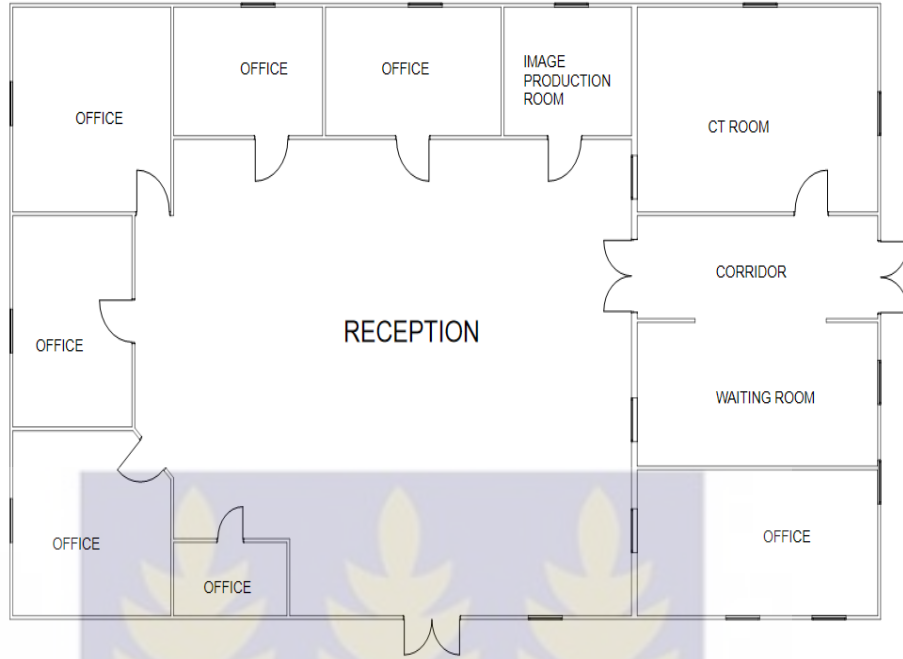 OFFICE
OFFICE
OFFICE
IMAGE
PRODUCTION
ROOM
CT ROOM
OFFICE
RECEPTION
CORRIDOR
WAITING ROOM
OFFICE
OFFICE
OFFICE